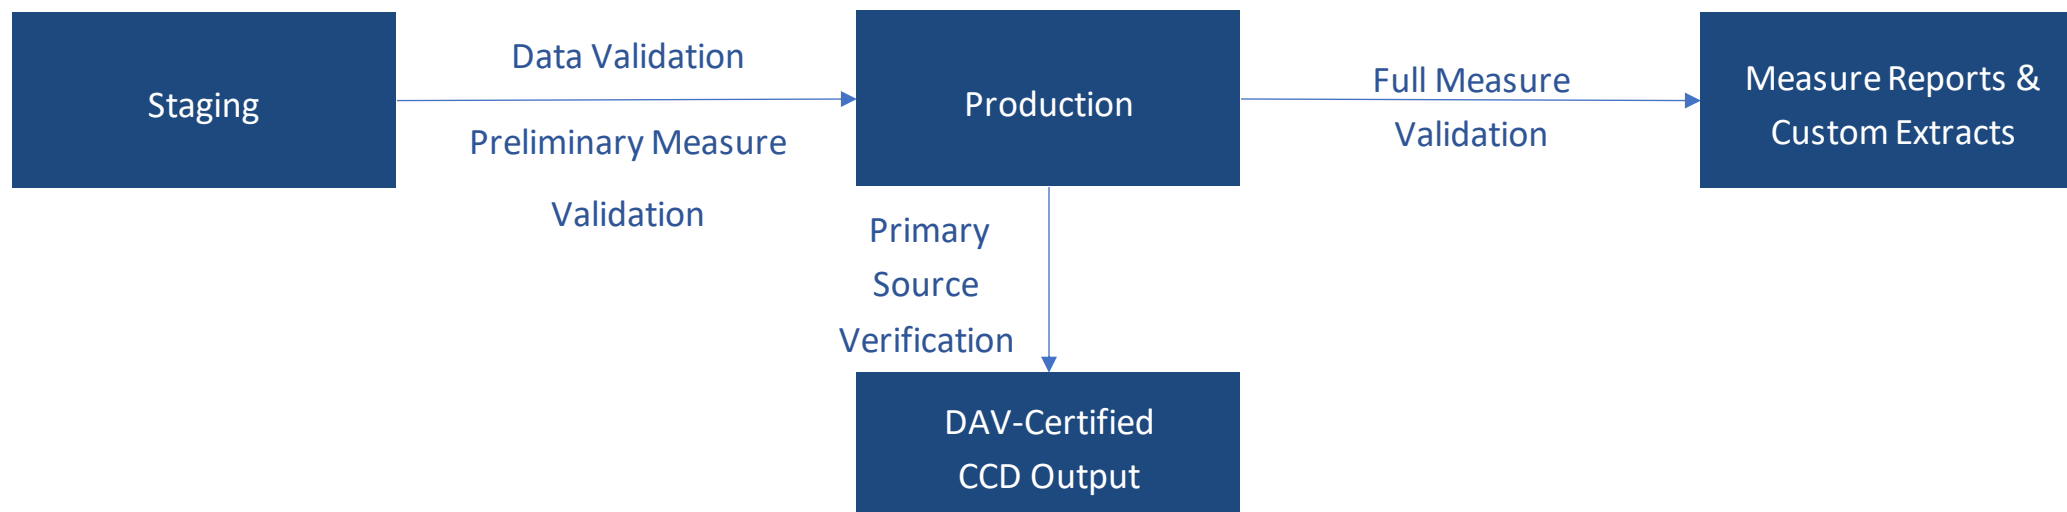 Staging
Data Validation
Preliminary Measure
Validation
Production
Full Measure
Validation
Measure Reports &
Custom Extracts
Primary
Source
Verification
DAV-Certified
CCD Output